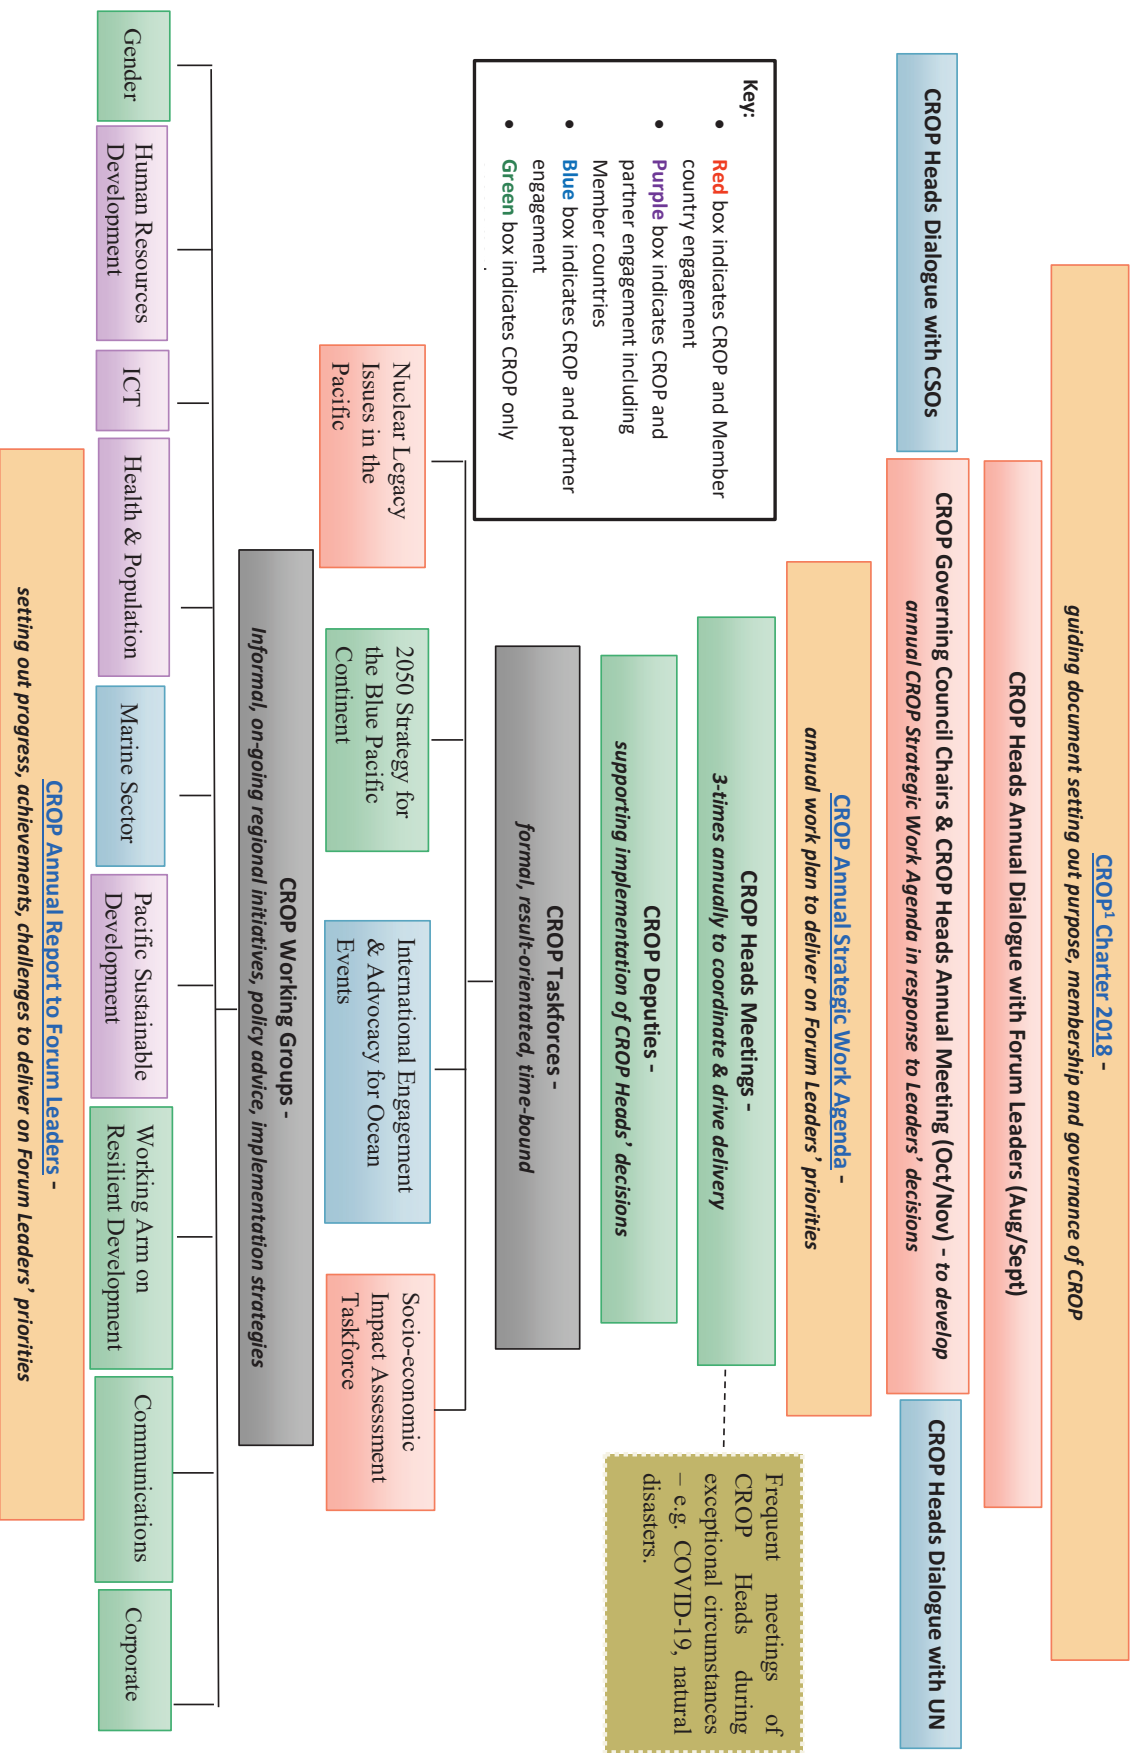 CROP¹ Charter 2018 -
guiding document setting out purpose, membership and governance of CROP
CROP Heads Annual Dialogue with Forum Leaders (Aug/Sept)
CROP Heads Dialogue with CSOs
CROP Governing Council Chairs & CROP Heads Annual Meeting (Oct/Nov) - to develop
annual CROP Strategic Work Agenda in response to Leaders' decisions
CROP Heads Dialogue with UN
CROP Annual Strategic Work Agenda -
annual work plan to deliver on Forum Leaders' priorities
Key:
• Red box indicates CROP and Member
country engagement
• Purple box indicates CROP and
partner engagement including
Member countries
• Blue box indicates CROP and partner
engagement
• Green box indicates CROP only
CROP Heads Meetings -
3-times annually to coordinate & drive delivery
Frequent meetings of
CROP Heads during
exceptional circumstances
– e.g. COVID-19, natural
disasters.
CROP Deputies -
supporting implementation of CROP Heads' decisions
CROP Taskforces -
formal, result-orientated, time-bound
Nuclear Legacy
Issues in the
Pacific
2050 Strategy for
the Blue Pacific
Continent
International Engagement
& Advocacy for Ocean
Events
Socio-economic
Impact Assessment
Taskforce
CROP Working Groups -
Informal, on-going regional initiatives, policy advice, implementation strategies
Gender
Human Resources
Development
ICT
Health & Population
Marine Sector
Pacific Sustainable
Development
Working Arm on
Resilient Development
Communications
Corporate
CROP Annual Report to Forum Leaders -
setting out progress, achievements, challenges to deliver on Forum Leaders' priorities